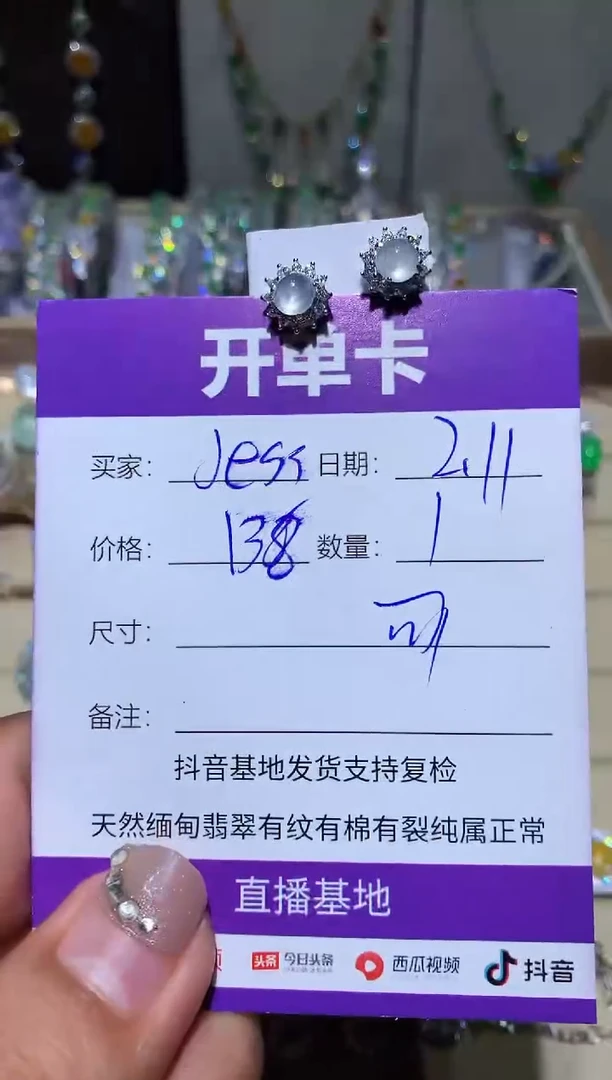 开单卡
买家: Jess 日期: 2.11
价格: 138 数量: 1
尺寸:
备注:
抖音基地发货支持复检
天然缅甸翡翠有纹有棉有裂纯属正常
直播基地
频 头条 今日头条 西瓜视频 抖音